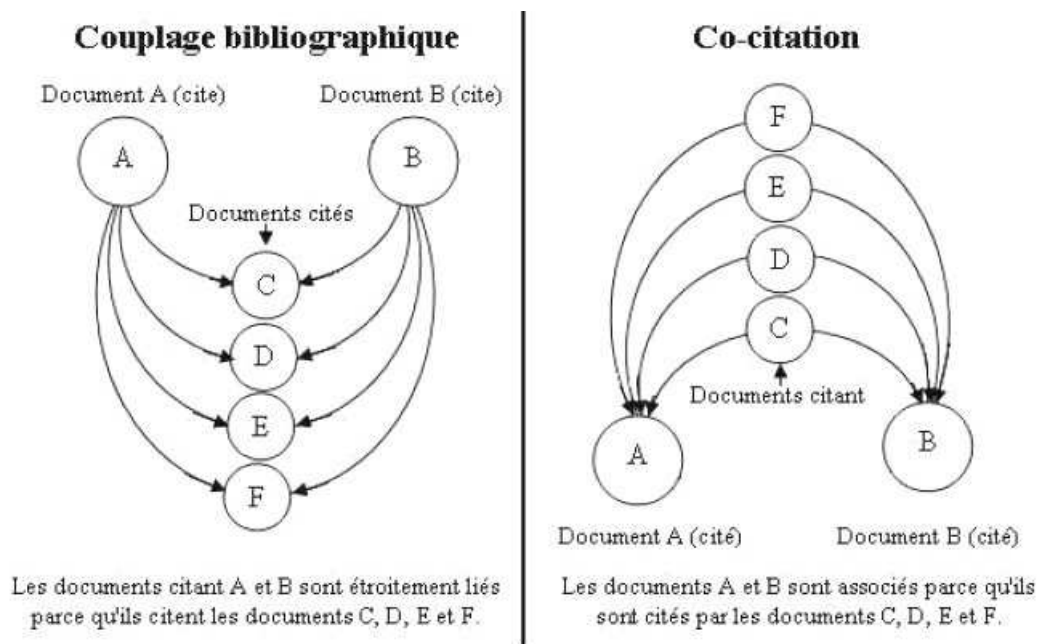 Couplage bibliographique
Document A (cite)
Document B (cite)
A
B
Documents cités
C
D
E
F
Les documents citant A et B sont étroitement liés
parce qu'ils citent les documents C, D, E et F.
Co-citation
F
E
D
C
Documents citant
A
B
Document A (cité)
Document B (cité)
Les documents A et B sont associés parce qu'ils
sont cités par les documents C, D, E et F.